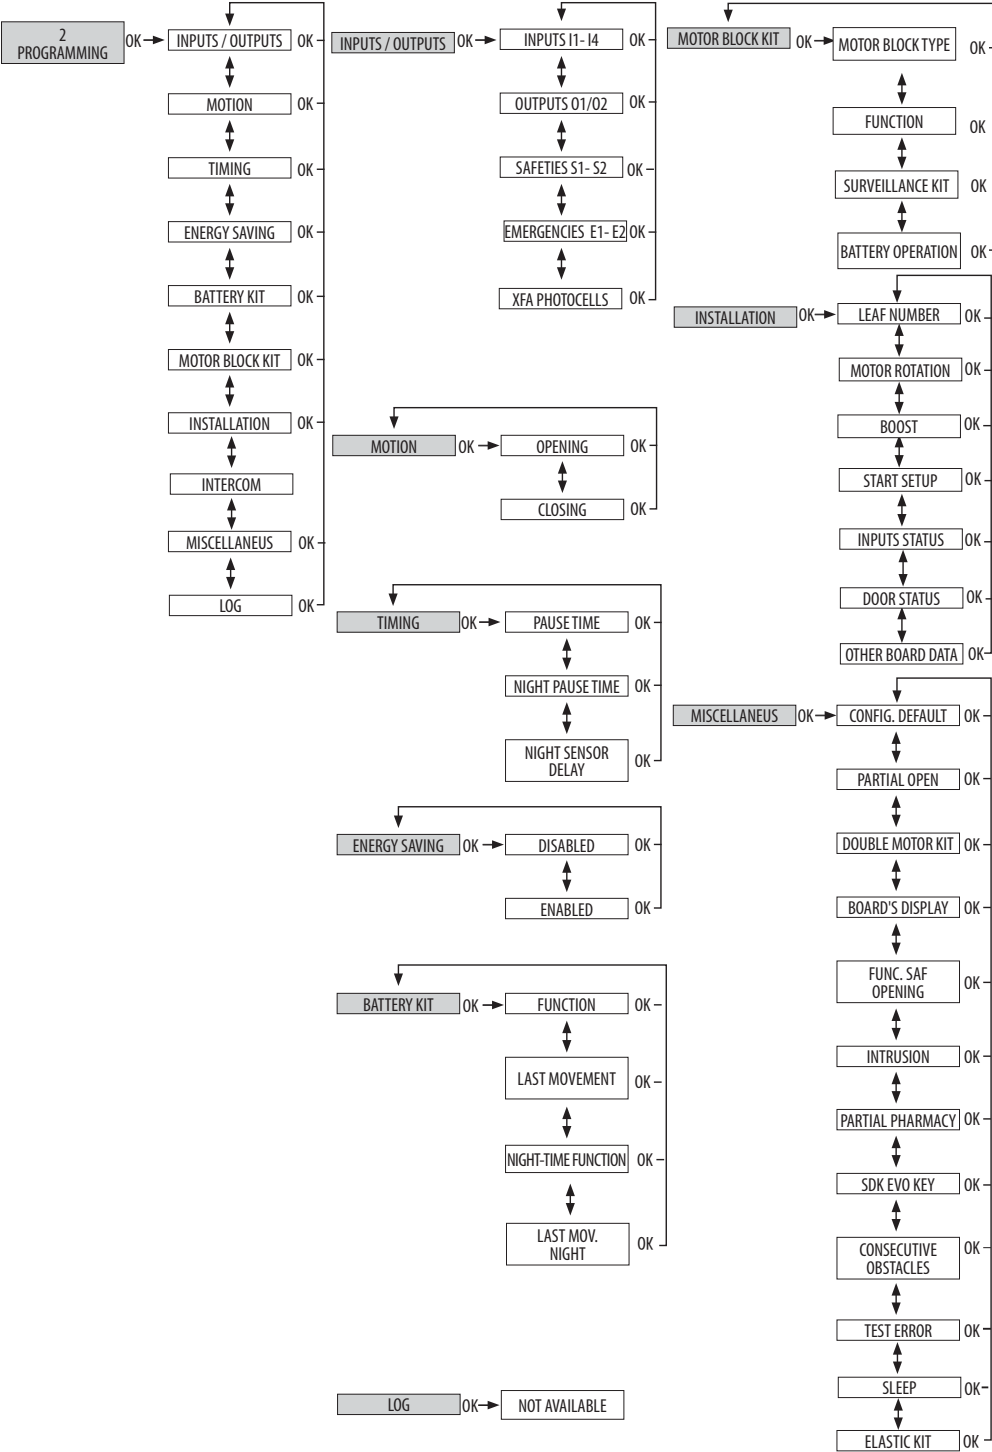 2
PROGRAMMING
OK
INPUTS / OUTPUTS
OK
MOTION
OK
TIMING
OK
ENERGY SAVING
OK
BATTERY KIT
OK
MOTOR BLOCK KIT
OK
INSTALLATION
OK
INTERCOM
MISCELLANEUS
OK
LOG
OK
INPUTS / OUTPUTS
OK
INPUTS I1- I4
OK
OUTPUTS O1/O2
OK
SAFETIES S1- S2
OK
EMERGENCIES E1- E2
OK
XFA PHOTOCELLS
OK
MOTION
OK
OPENING
OK
CLOSING
OK
TIMING
OK
PAUSE TIME
OK
NIGHT PAUSE TIME
OK
NIGHT SENSOR
DELAY
OK
ENERGY SAVING
OK
DISABLED
OK
ENABLED
OK
BATTERY KIT
OK
FUNCTION
OK
LAST MOVEMENT
OK
NIGHT-TIME FUNCTION
OK
LAST MOV.
NIGHT
OK
LOG
OK
NOT AVAILABLE
MOTOR BLOCK KIT
OK
MOTOR BLOCK TYPE
OK
FUNCTION
OK
SURVEILLANCE KIT
OK
BATTERY OPERATION
OK
INSTALLATION
OK
LEAF NUMBER
OK
MOTOR ROTATION
OK
BOOST
OK
START SETUP
OK
INPUTS STATUS
OK
DOOR STATUS
OK
OTHER BOARD DATA
OK
MISCELLANEUS
OK
CONFIG. DEFAULT
OK
PARTIAL OPEN
OK
DOUBLE MOTOR KIT
OK
BOARD'S DISPLAY
OK
FUNC. SAF
OPENING
OK
INTRUSION
OK
PARTIAL PHARMACY
OK
SDK EVO KEY
OK
CONSECUTIVE
OBSTACLES
OK
TEST ERROR
OK
SLEEP
OK
ELASTIC KIT
OK